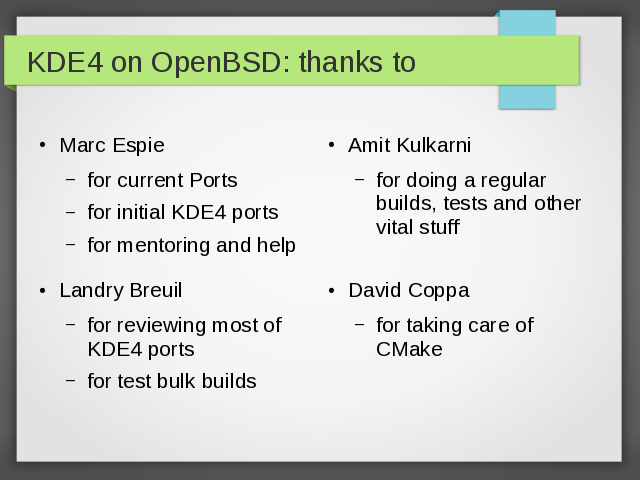 KDE4 on OpenBSD: thanks to
• Marc Espie
– for current Ports
– for initial KDE4 ports
– for mentoring and help
• Landry Breuil
– for reviewing most of
KDE4 ports
– for test bulk builds
• Amit Kulkarni
– for doing a regular
builds, tests and other
vital stuff
• David Coppa
– for taking care of
CMake